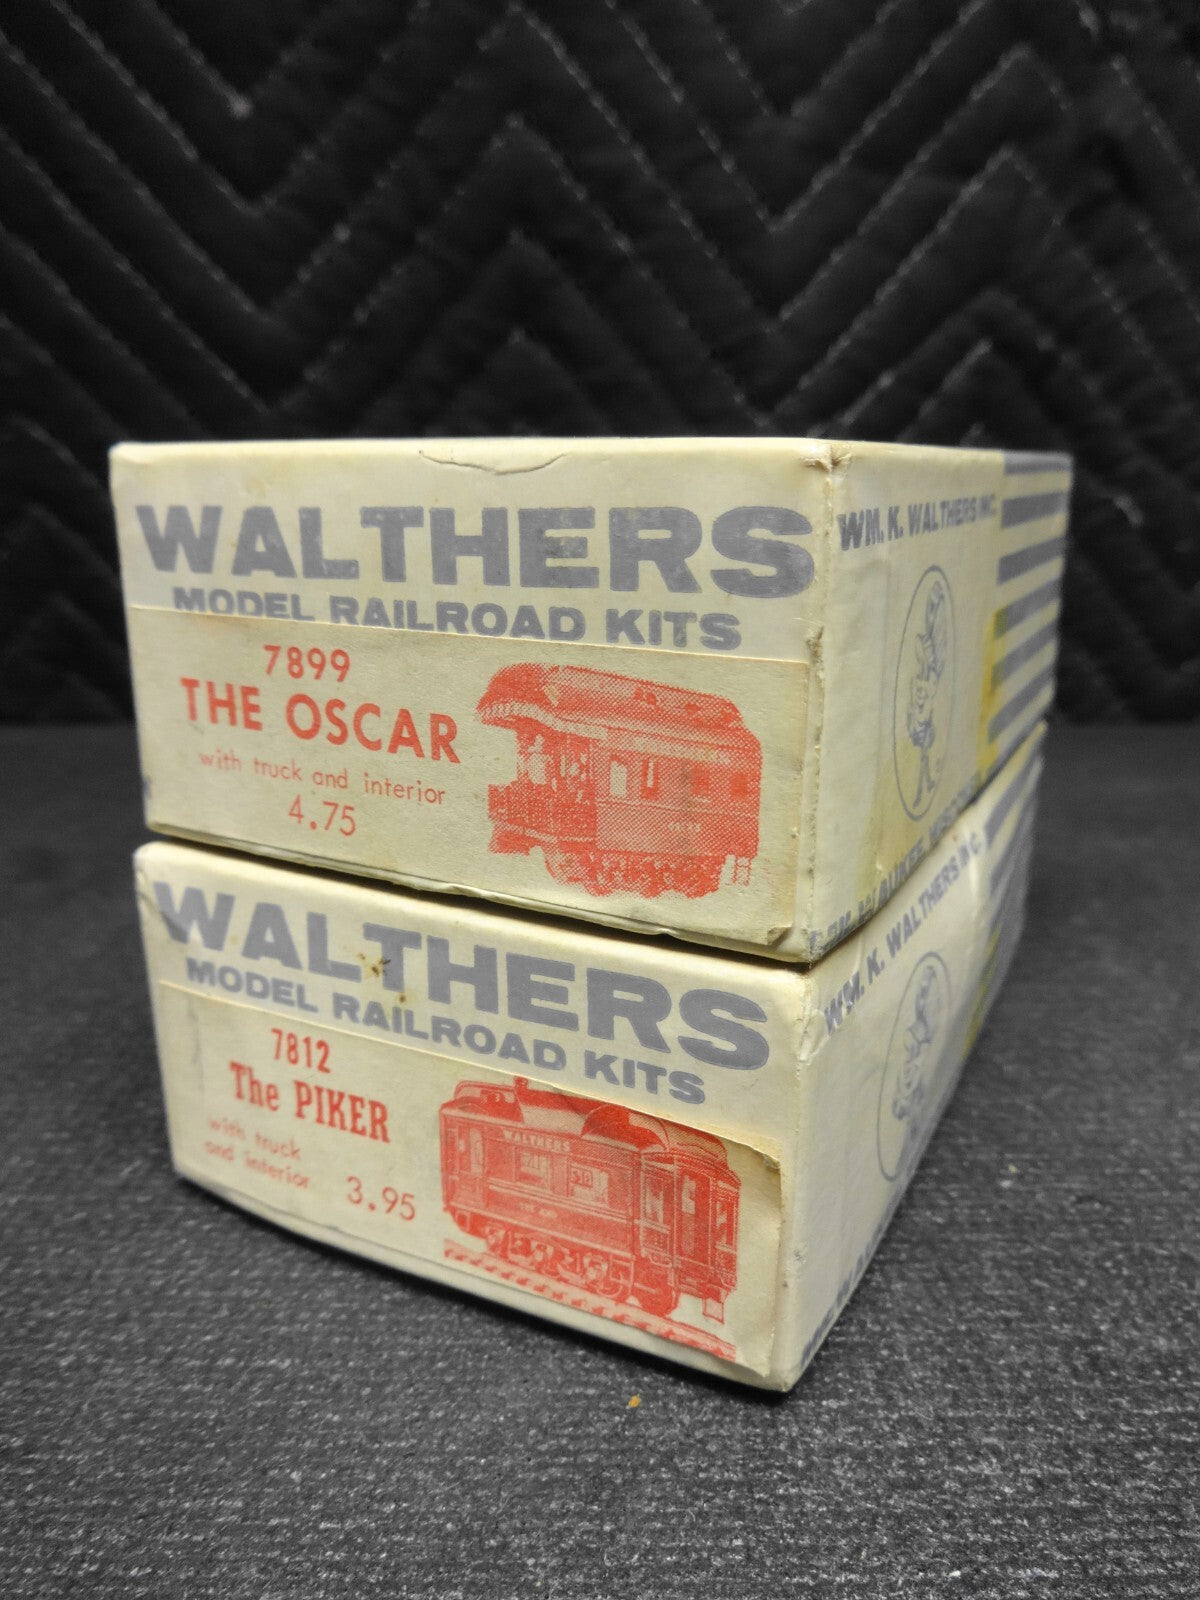 WALTHERS
MODEL RAILROAD KITS
7899
THE OSCAR
with truck and interior
4.75
WM. K. WALTHERS INC.
WALTHERS
MODEL RAILROAD KITS
7812
The PIKER
with truck
and interior
3.95
WALTHERS
WM. K. WALTHERS INC.